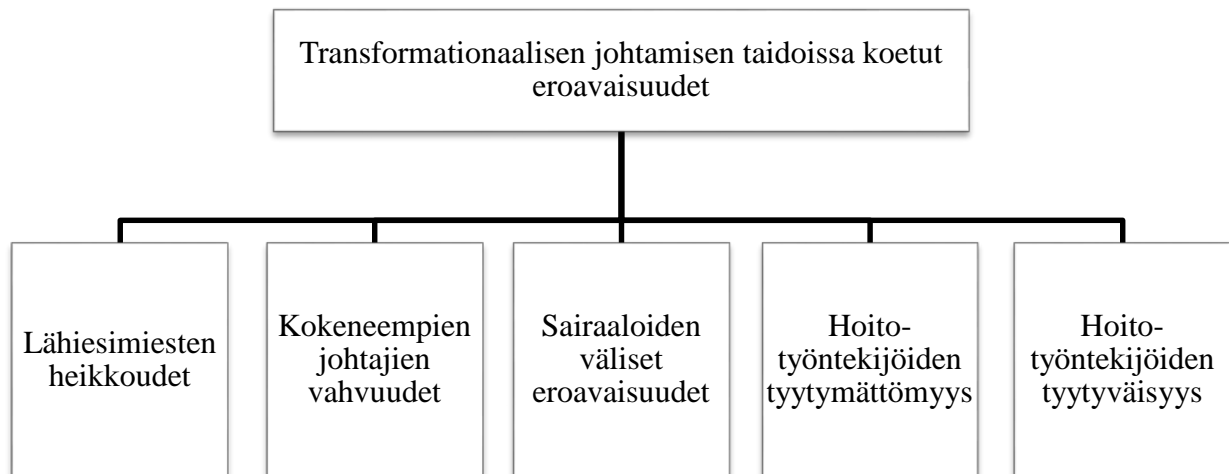 Transformationaalisen johtamisen taidoissa koetut
eroavaisuudet
Lähiesimiesten
heikkoudet
Kokeneempien
johtajien
vahvuudet
Sairaaloiden
väliset
eroavaisuudet
Hoito-
työntekijöiden
tyytymättömyys
Hoito-
työntekijöiden
tyytyväisyys